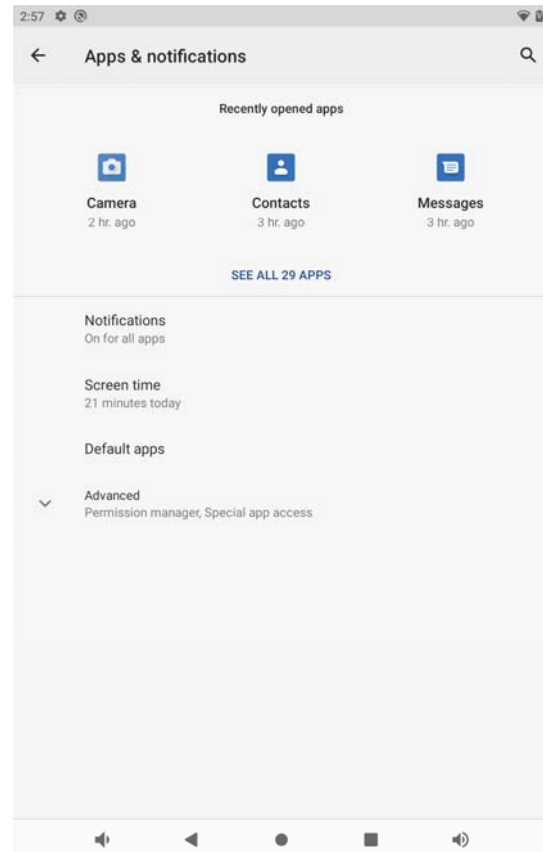 2:57
Apps & notifications
Recently opened apps
Camera
2 hr. ago
Contacts
3 hr. ago
Messages
3 hr. ago
SEE ALL 29 APPS
Notifications
On for all apps
Screen time
21 minutes today
Default apps
Advanced
Permission manager, Special app access